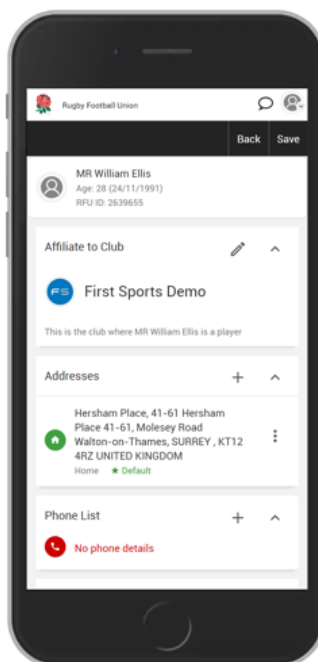 Rugby Football Union
Back Save
MR William Ellis
Age: 28 (24/11/1991)
RFU ID: 2639655
Affiliate to Club
FS First Sports Demo
This is the club where MR William Ellis is a player
Addresses
Hersham Place, 41-61 Hersham
Place 41-61, Molesey Road
Walton-on-Thames, SURREY , KT12
4RZ UNITED KINGDOM
Home ★ Default
Phone List
No phone details